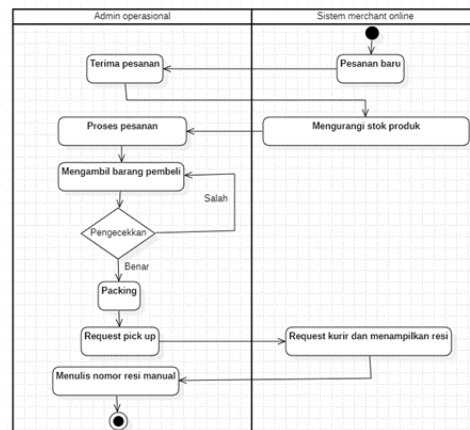 Admin operasional
Sistem merchant online
Terima pesanan
Pesanan baru
Proses pesanan
Mengurangi stok produk
Mengambil barang pembeli
Salah
Pengecekkan
Benar
Packing
Request pick up
Request kurir dan menampilkan resi
Menulis nomor resi manual